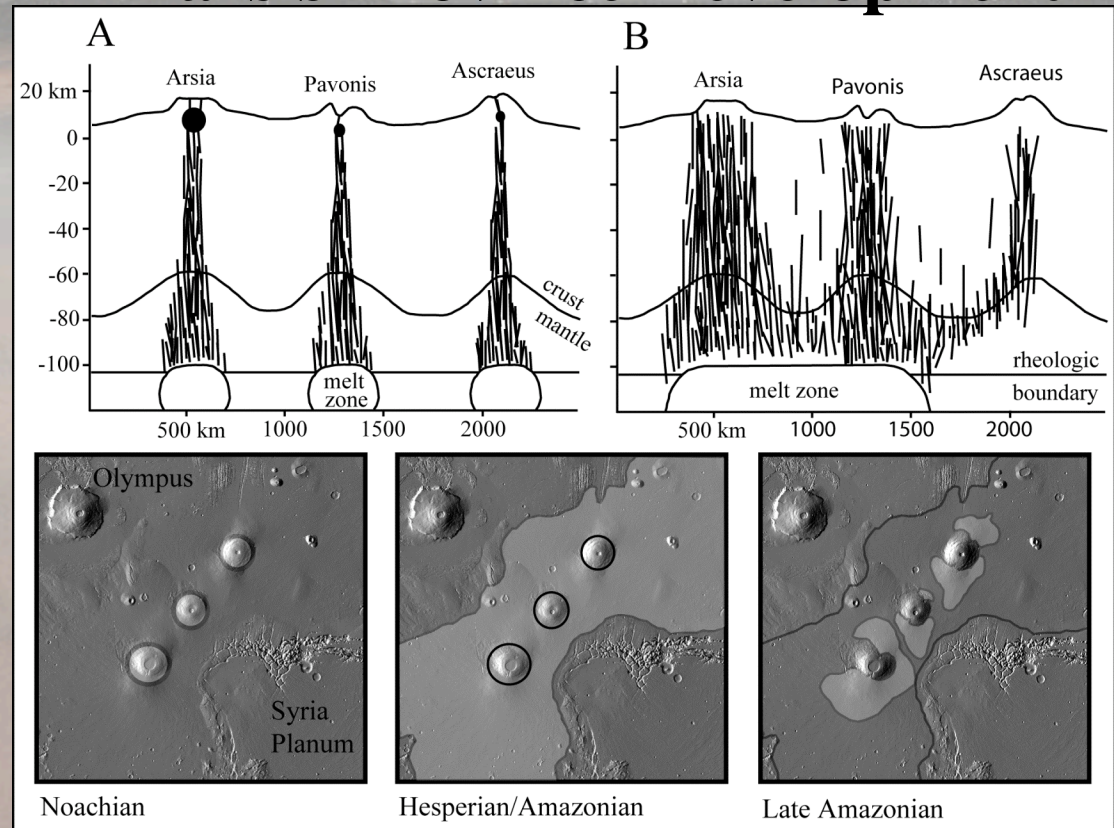 A
Arsia
Pavonis
Ascraeus
20 km
0
-20
-40
-60
-80
-100
crust
mantle
melt
zone
500 km
1000
1500
2000
B
Arsia
Pavonis
Ascraeus
rheologic
boundary
melt zone
500 km
1000
1500
2000
Olympus
Syria
Planum
Noachian
Hesperian/Amazonian
Late Amazonian